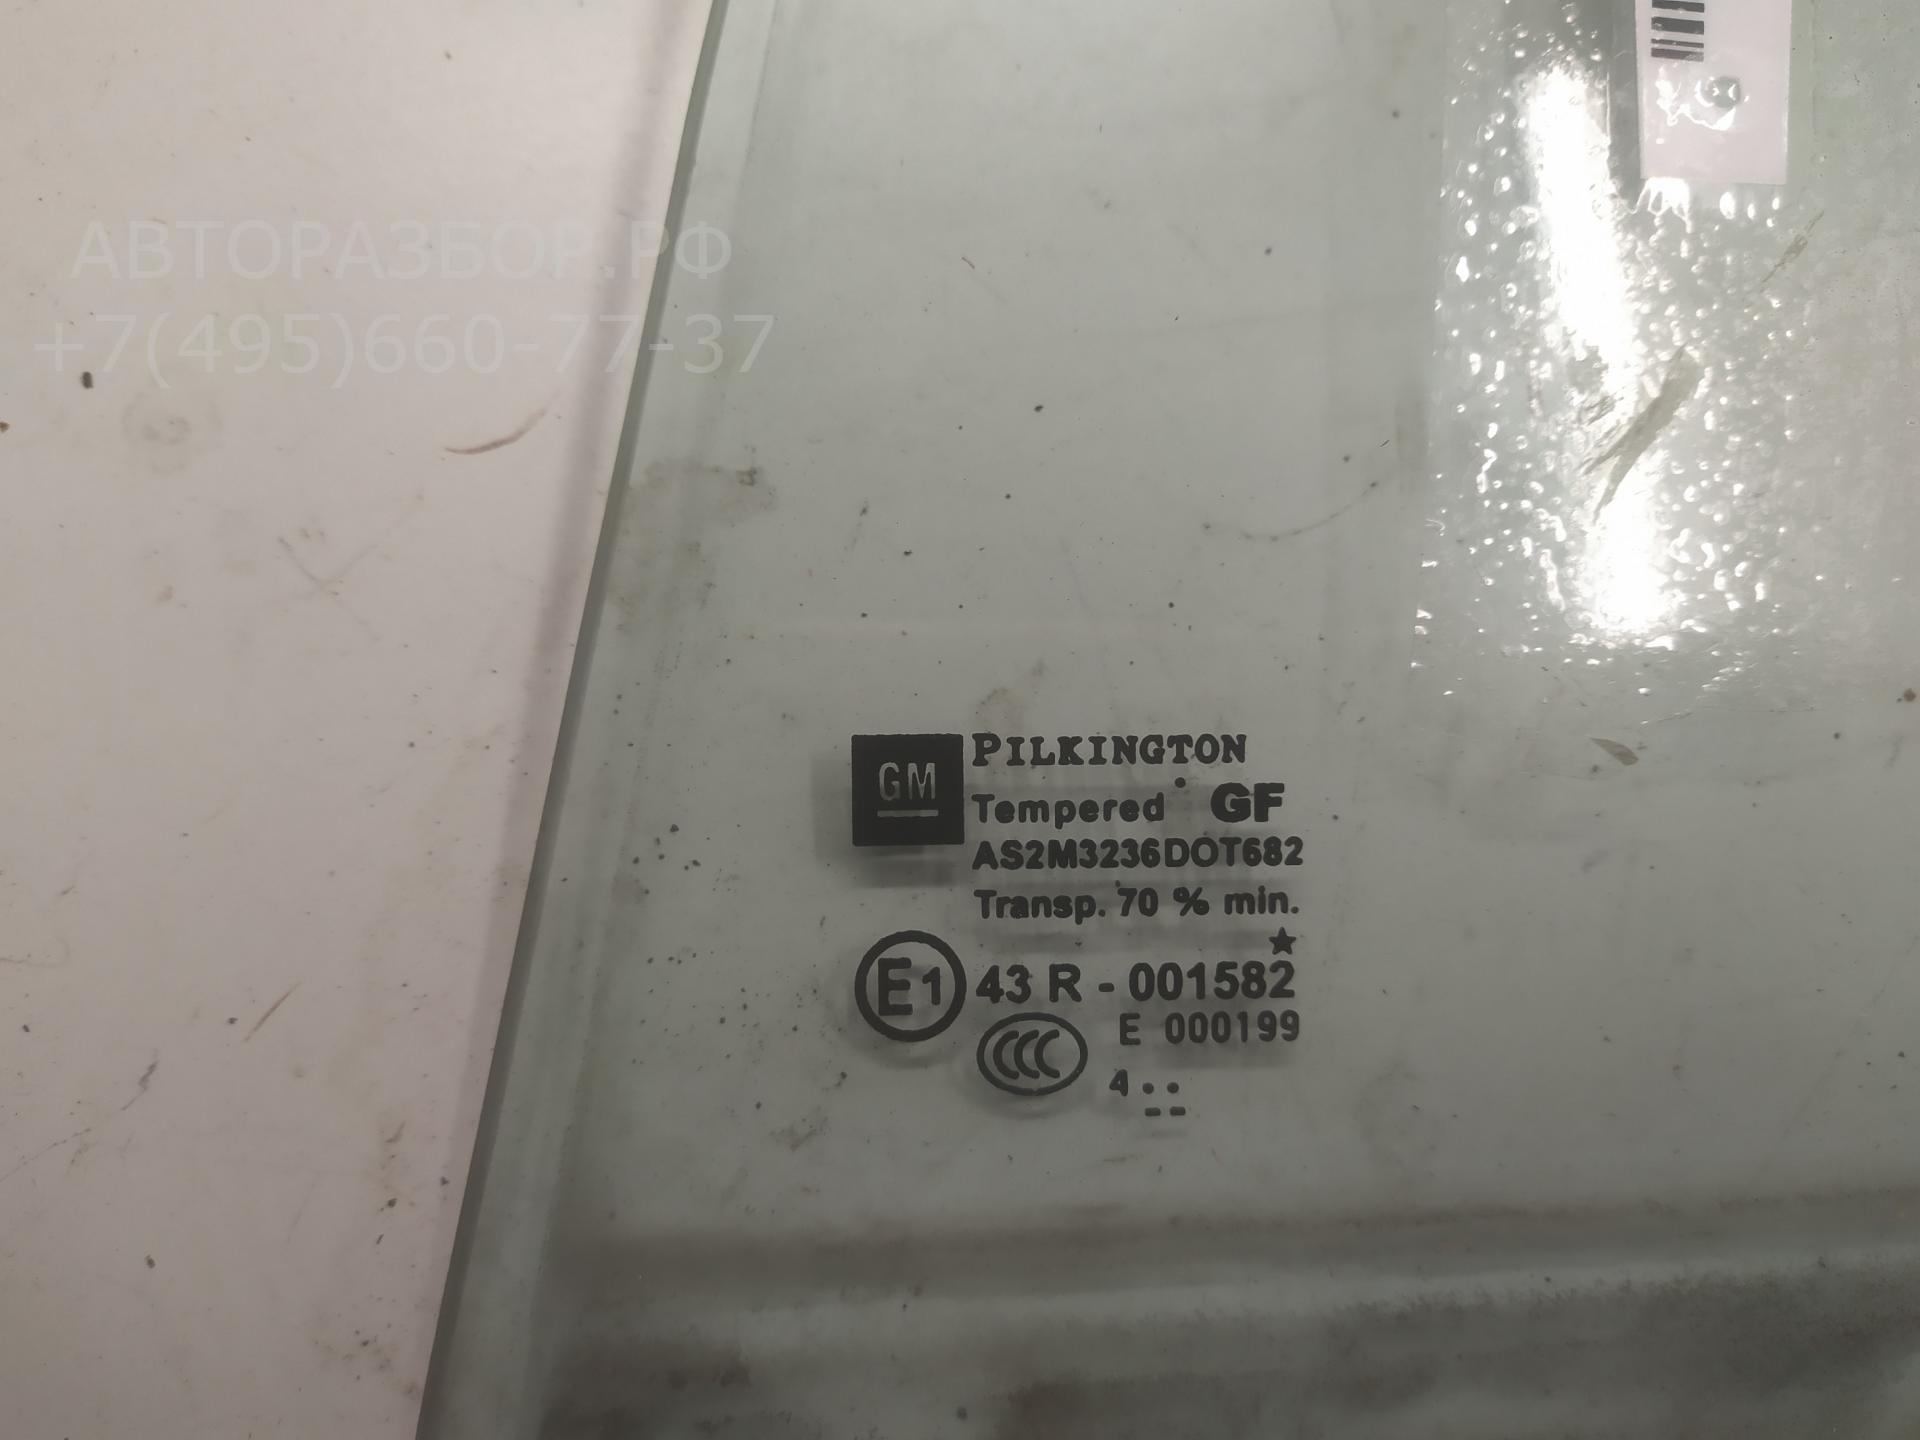 АВТОРАЗБОР.РФ
+7(495)660-77-37
GM
PILKINGTON
Tempered GF
AS2M3236DOT682
Transp. 70 % min.
E1 43 R - 001582
E 000199
CCC
4